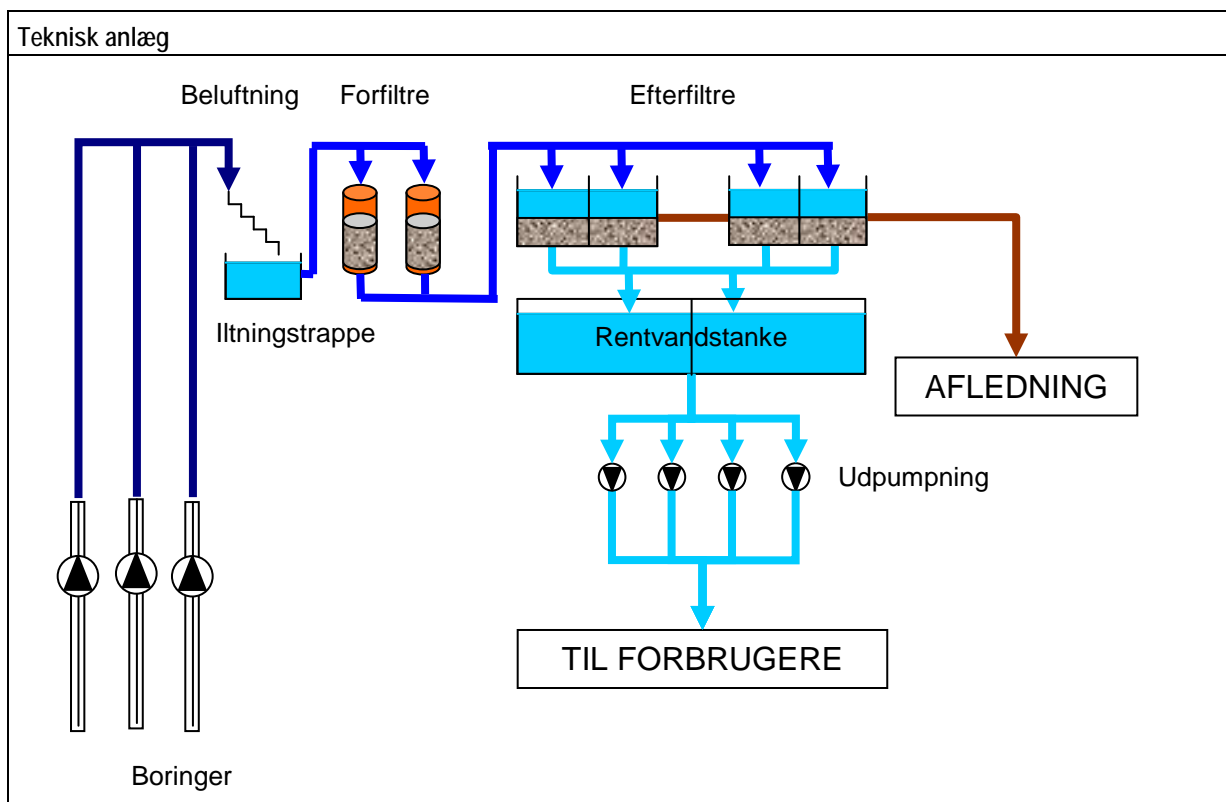 Teknisk anlæg
Beluftning
Forfiltre
Efterfiltre
Iltningstrappe
Rentvandstanke
AFLEDNING
Udpumpning
TIL FORBRUGERE
Boringer